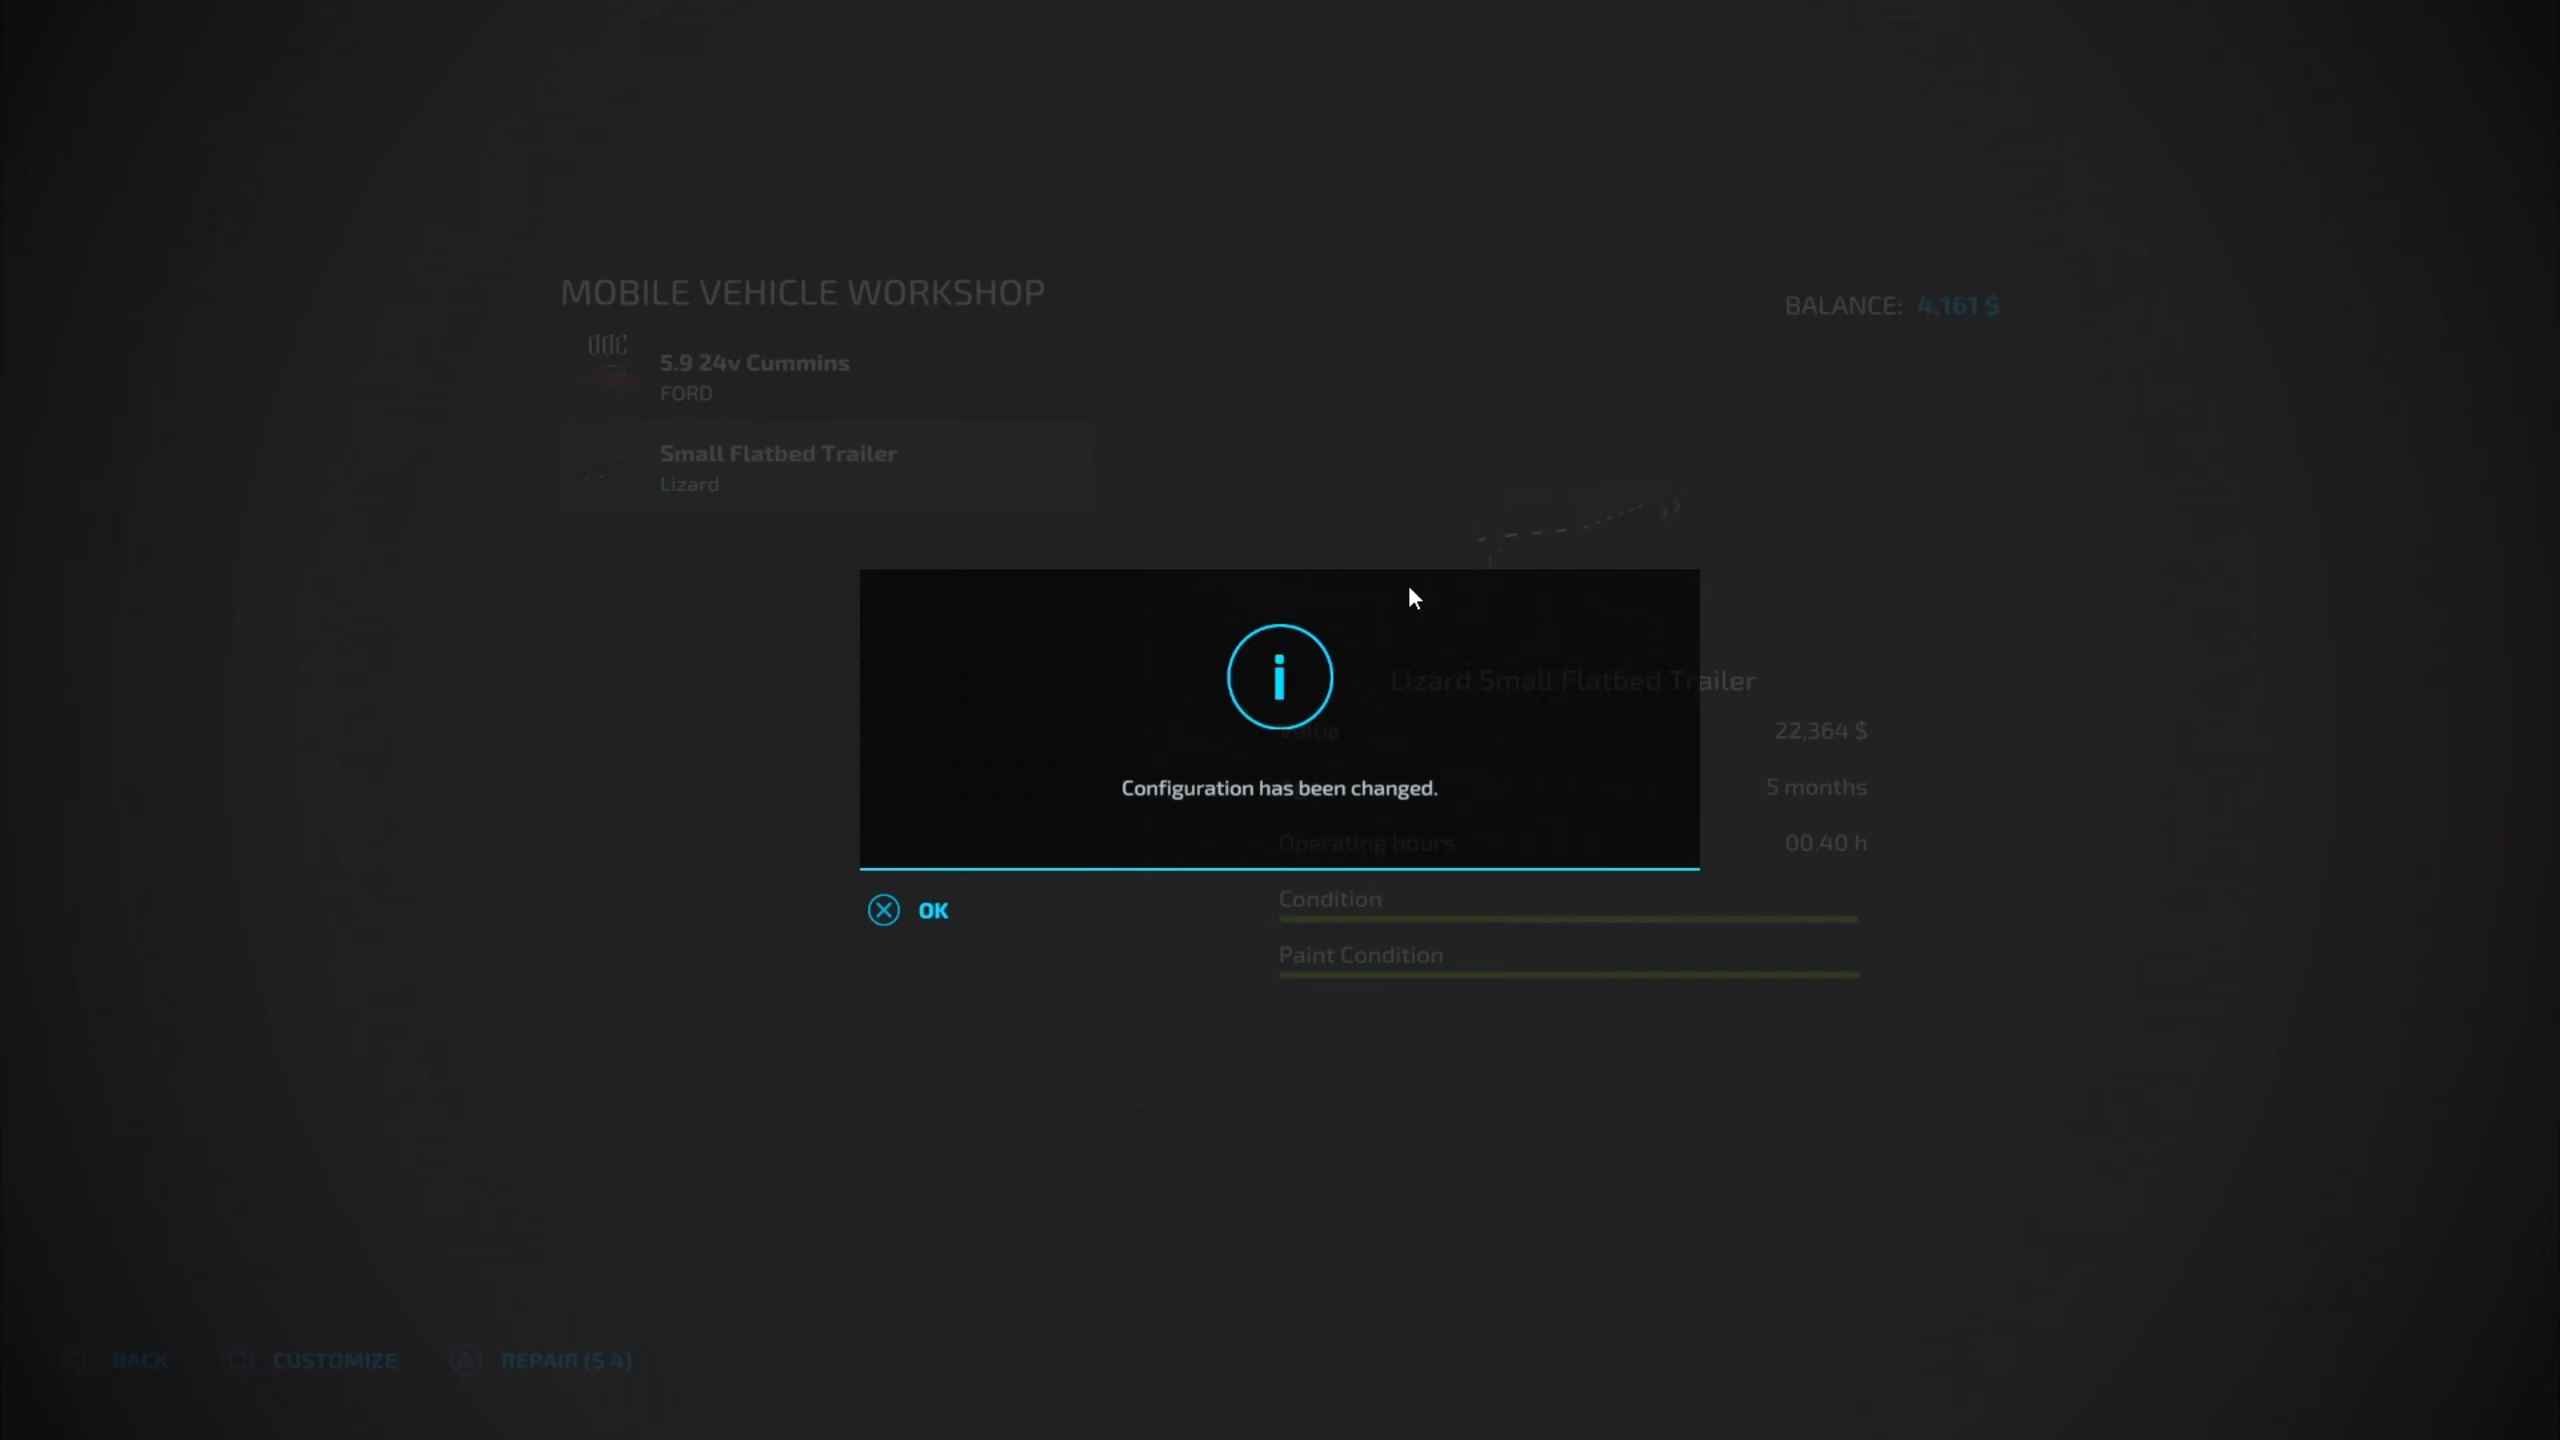 MOBILE VEHICLE WORKSHOP
BALANCE: 4,161 $
5.9 24v Cummins
FORD
Small Flatbed Trailer
Lizard
Lizard Small Flatbed Trailer
Value 22,364 $
5 months
Operating hours 00.40 h
Condition
Paint Condition
i
Configuration has been changed.
OK
BACK CUSTOMIZE REPAIR ($ 4)